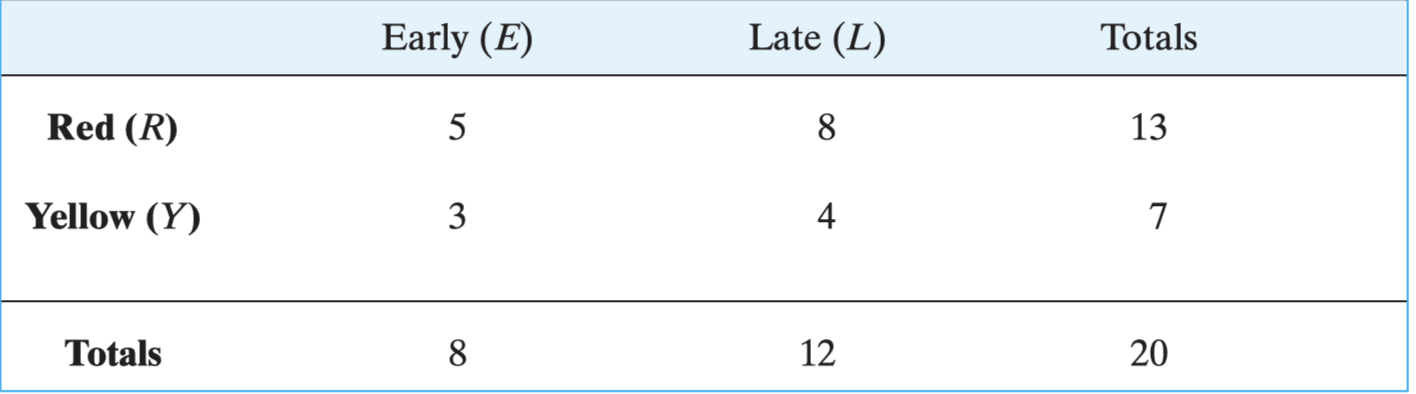 Early (E) Late (L) Totals
Red (R) 5 8 13
Yellow (Y) 3 4 7
Totals 8 12 20